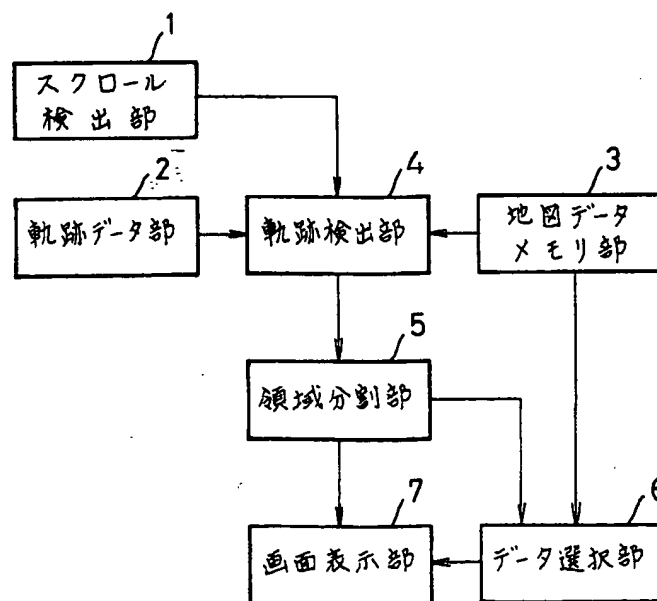 1
スクロール
検出部
2
軌跡データ部
4
軌跡検出部
3
地図データ
メモリ部
5
領域分割部
7
画面表示部
6
データ選択部